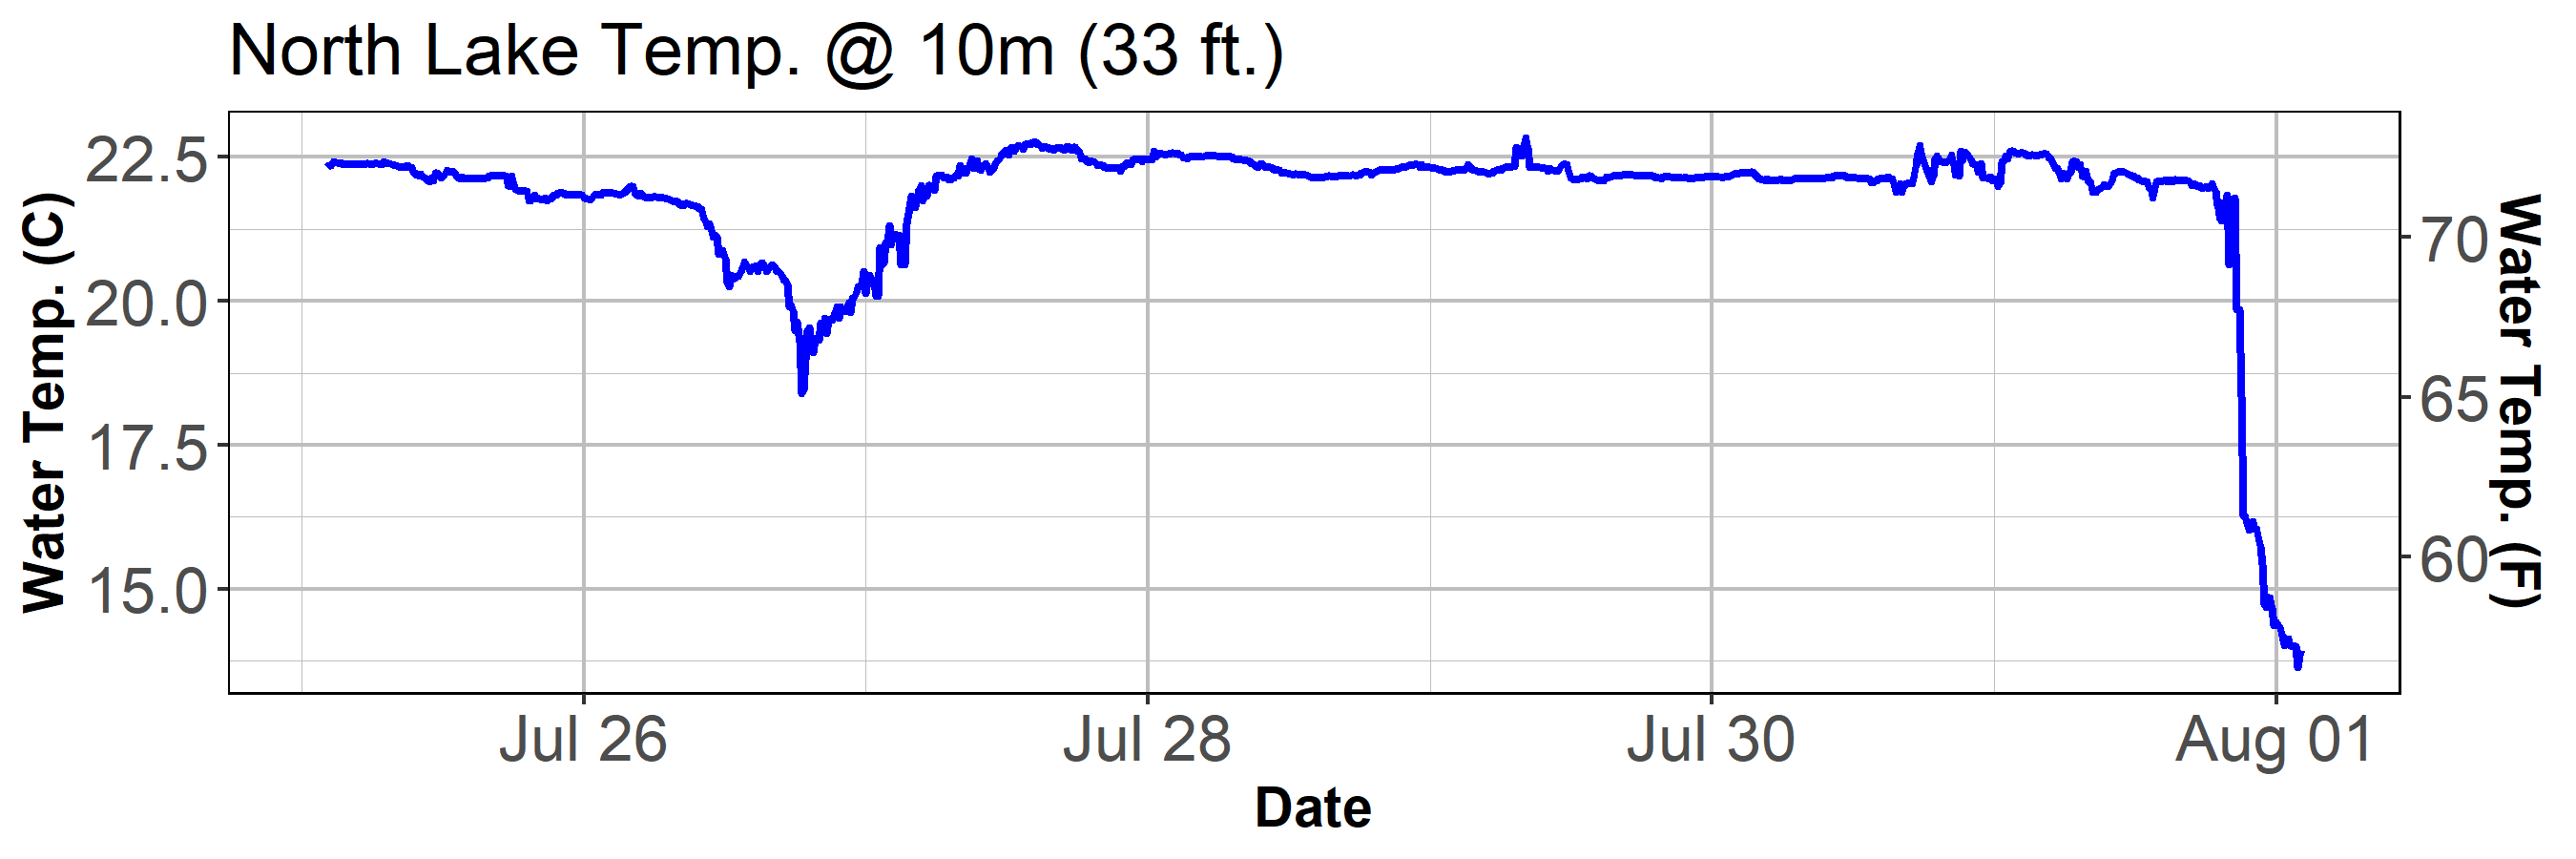 North Lake Temp. @ 10m (33 ft.)
Water Temp. (C)
22.5
20.0
17.5
15.0
70
65
60
Water Temp. (F)
Jul 26
Jul 28
Jul 30
Aug 01
Date